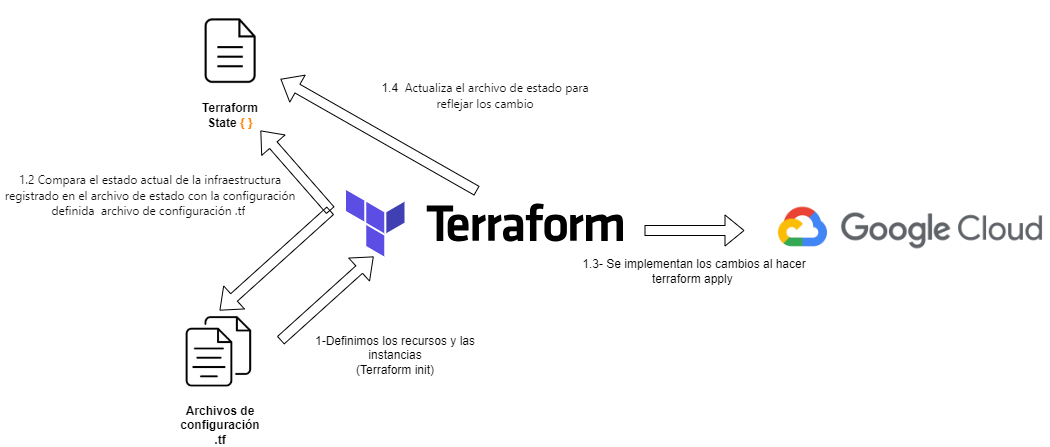 Terraform
State { }
1.4  Actualiza el archivo de estado para
reflejar los cambio
1.2 Compara el estado actual de la infraestructura
registrado en el archivo de estado con la configuración
definida  archivo de configuración .tf
Terraform
Google Cloud
1.3- Se implementan los cambios al hacer
terraform apply
1-Definimos los recursos y las
instancias
(Terraform init)
Archivos de
configuración
.tf